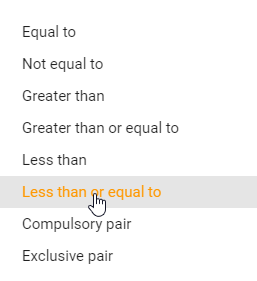 Equal to
Not equal to
Greater than
Greater than or equal to
Less than
Less than or equal to
Compulsory pair
Exclusive pair